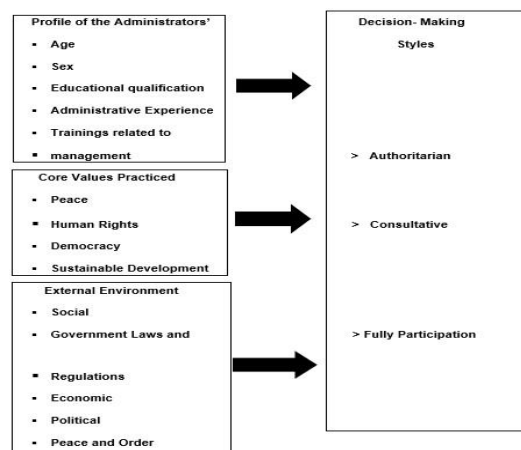 Profile of the Administrators'
▪ Age
▪ Sex
▪ Educational qualification
▪ Administrative Experience
▪ Trainings related to
▪ management
Core Values Practiced
▪ Peace
▪ Human Rights
▪ Democracy
▪ Sustainable Development
External Environment
▪ Social
▪ Government Laws and
▪ Regulations
▪ Economic
▪ Political
▪ Peace and Order
Decision- Making
Styles
> Authoritarian
> Consultative
> Fully Participation